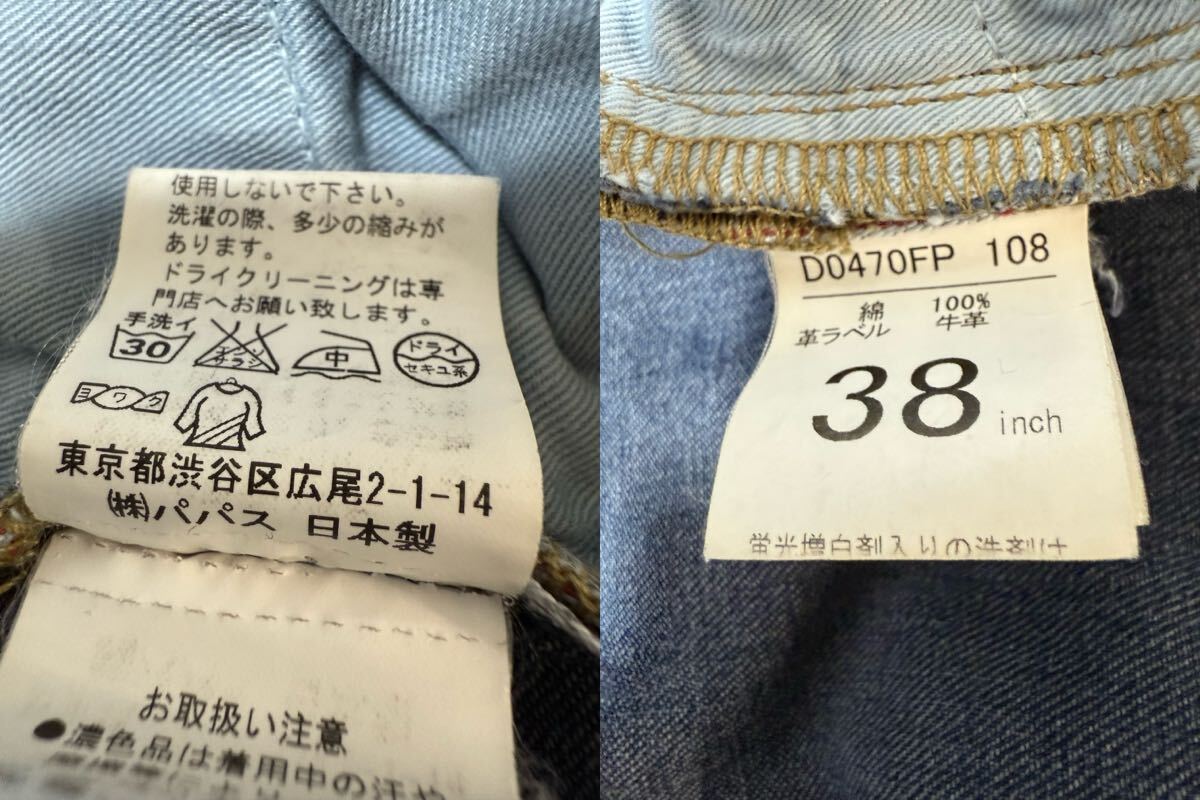 使用しないで下さい。
洗濯の際、多少の縮みが
あります。
ドライクリーニングは専
門店へお願い致します。
手洗イ
30
エンソ
サラシ
中
ドライ
セキユ系
ヨワク
東京都渋谷区広尾2-1-14
㈱パパス 日本製
お取扱い注意
●濃色品は着用中の汗や
D0470FP 108
綿 100%
革ラベル 牛革
38 inch
蛍光増白剤入りの洗剤は